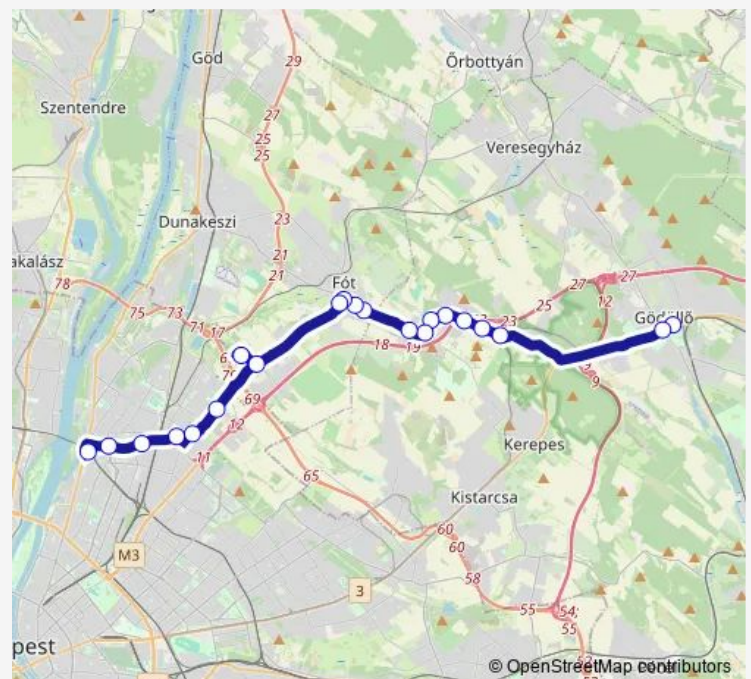 Göd
29
Őrbottyán
27
Szentendre
25
25
Veresegyház
23
Dunakeszi
21
27
27
akalász
21
Fót
25
12
78
75
73
71
17
23
Gödöllő
18
19
9
69
12
Kerepes
11
65
Kistarcsa
60
M3
60
58
3
55
54
55
pest
© OpenStreetMap contributors